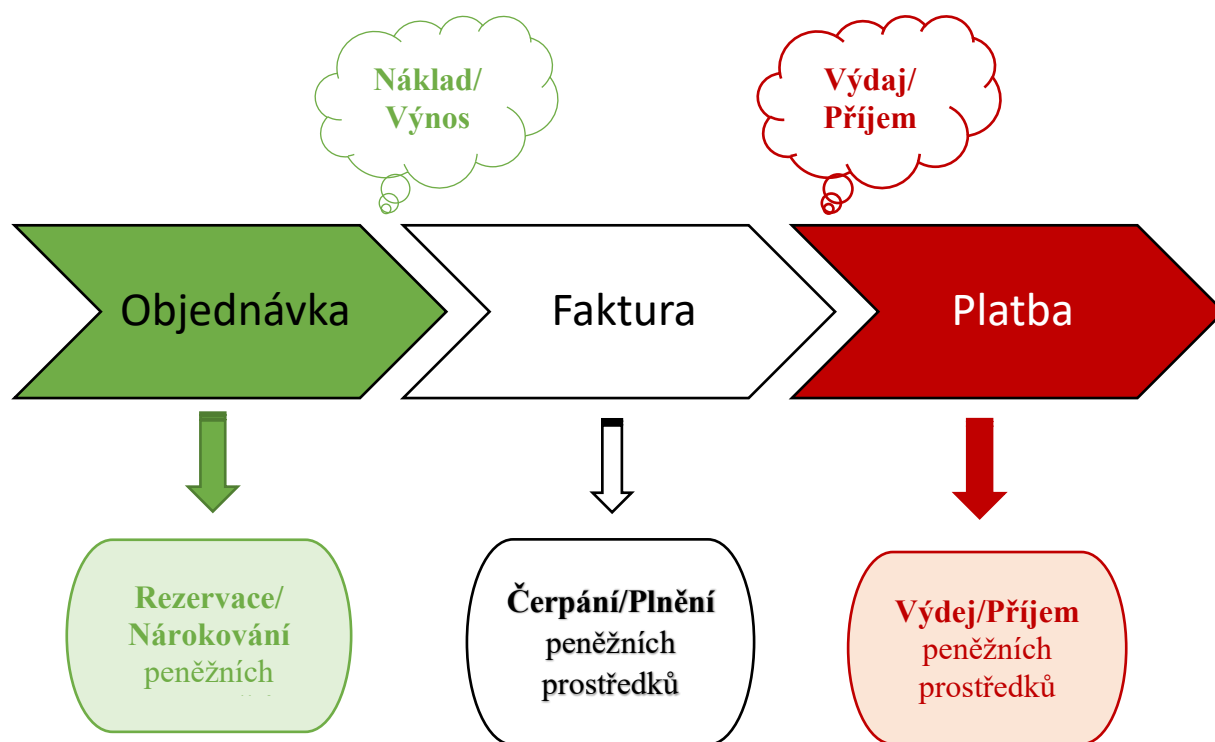 Náklad/
Výnos
Výdaj/
Příjem
Objednávka
Faktura
Platba
Rezervace/
Nárokování
peněžních
Čerpání/Plnění
peněžních
prostředků
Výdej/Příjem
peněžních
prostředků